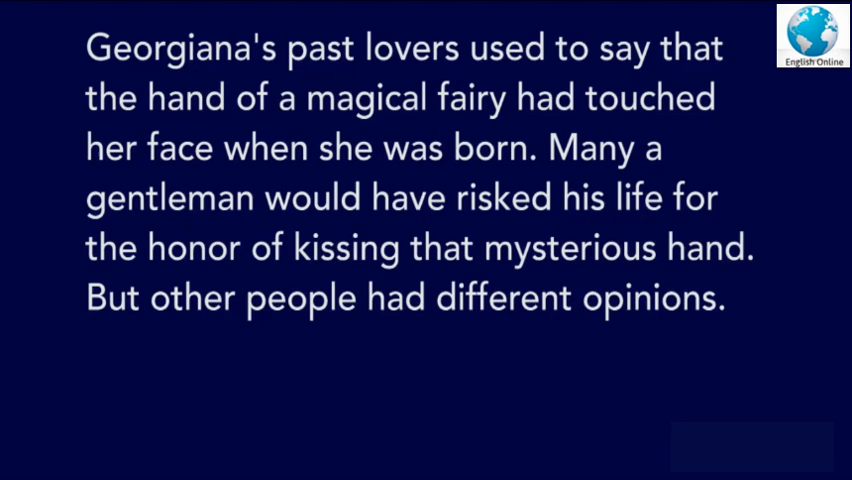 Georgiana's past lovers used to say that
the hand of a magical fairy had touched
her face when she was born. Many a
gentleman would have risked his life for
the honor of kissing that mysterious hand.
But other people had different opinions.
English Online